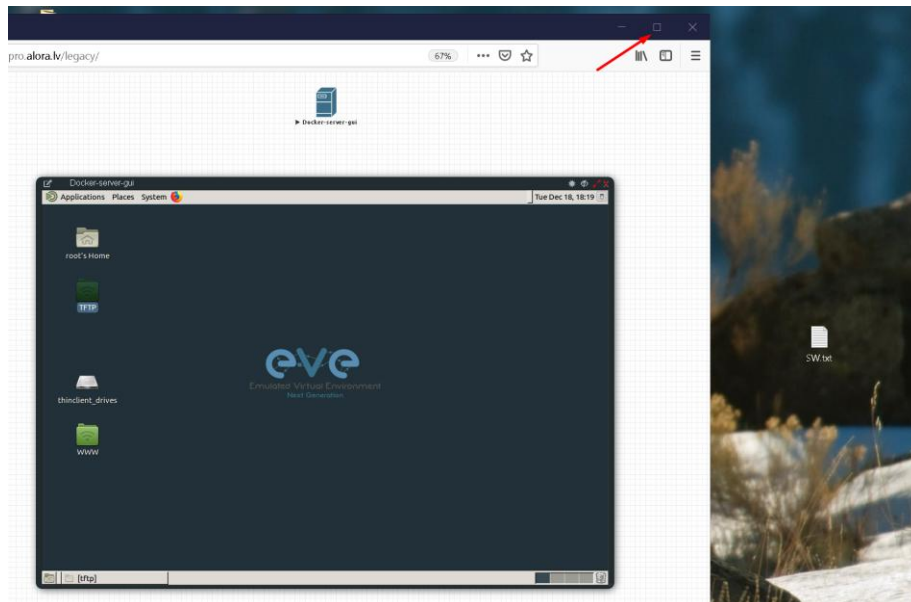 pro.alora.lv/legacy/
67%
Docker-server-gui
Docker-server-gui
Applications Places System
Tue Dec 18, 18:19
root's Home
TFTP
thinclient_drives
WWW
eve
Emulated Virtual Environment
Next Generation
[tftp]
SW.txt